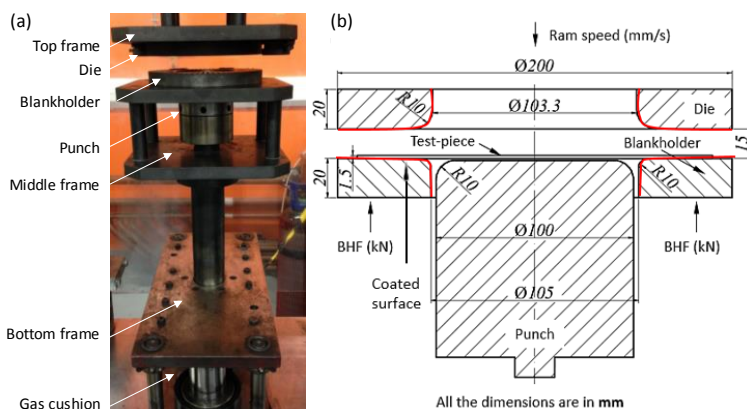 (a)
Top frame
Die
Blankholder
Punch
Middle frame
Bottom frame
Gas cushion
(b)
Ram speed (mm/s)
Ø200
20
R10
Ø103.3
Die
15
Test-piece
Blankholder
20
1.5
R10
R10
BHF (kN)
Ø100
BHF (kN)
Coated
surface
Ø105
Punch
All the dimensions are in mm